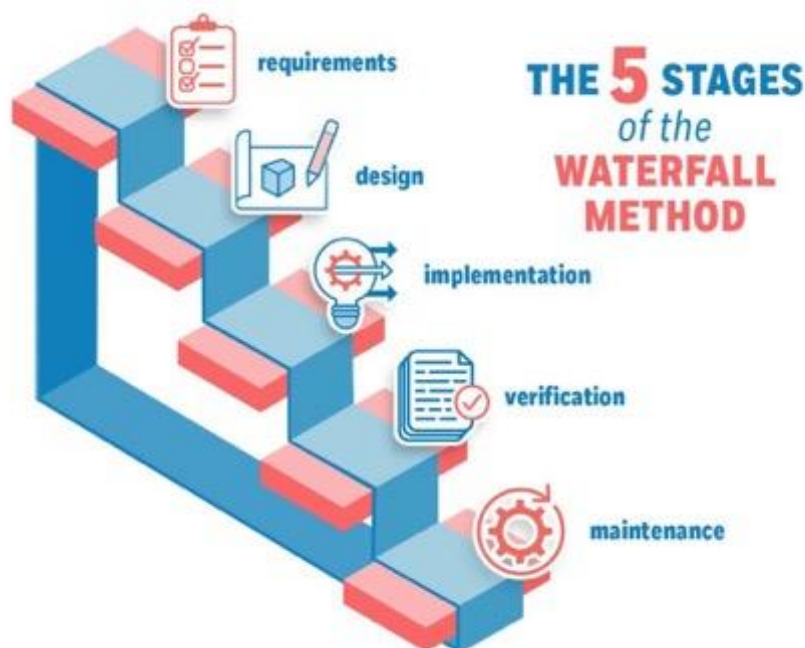 THE 5 STAGES
of the
WATERFALL
METHOD
requirements
design
implementation
verification
maintenance